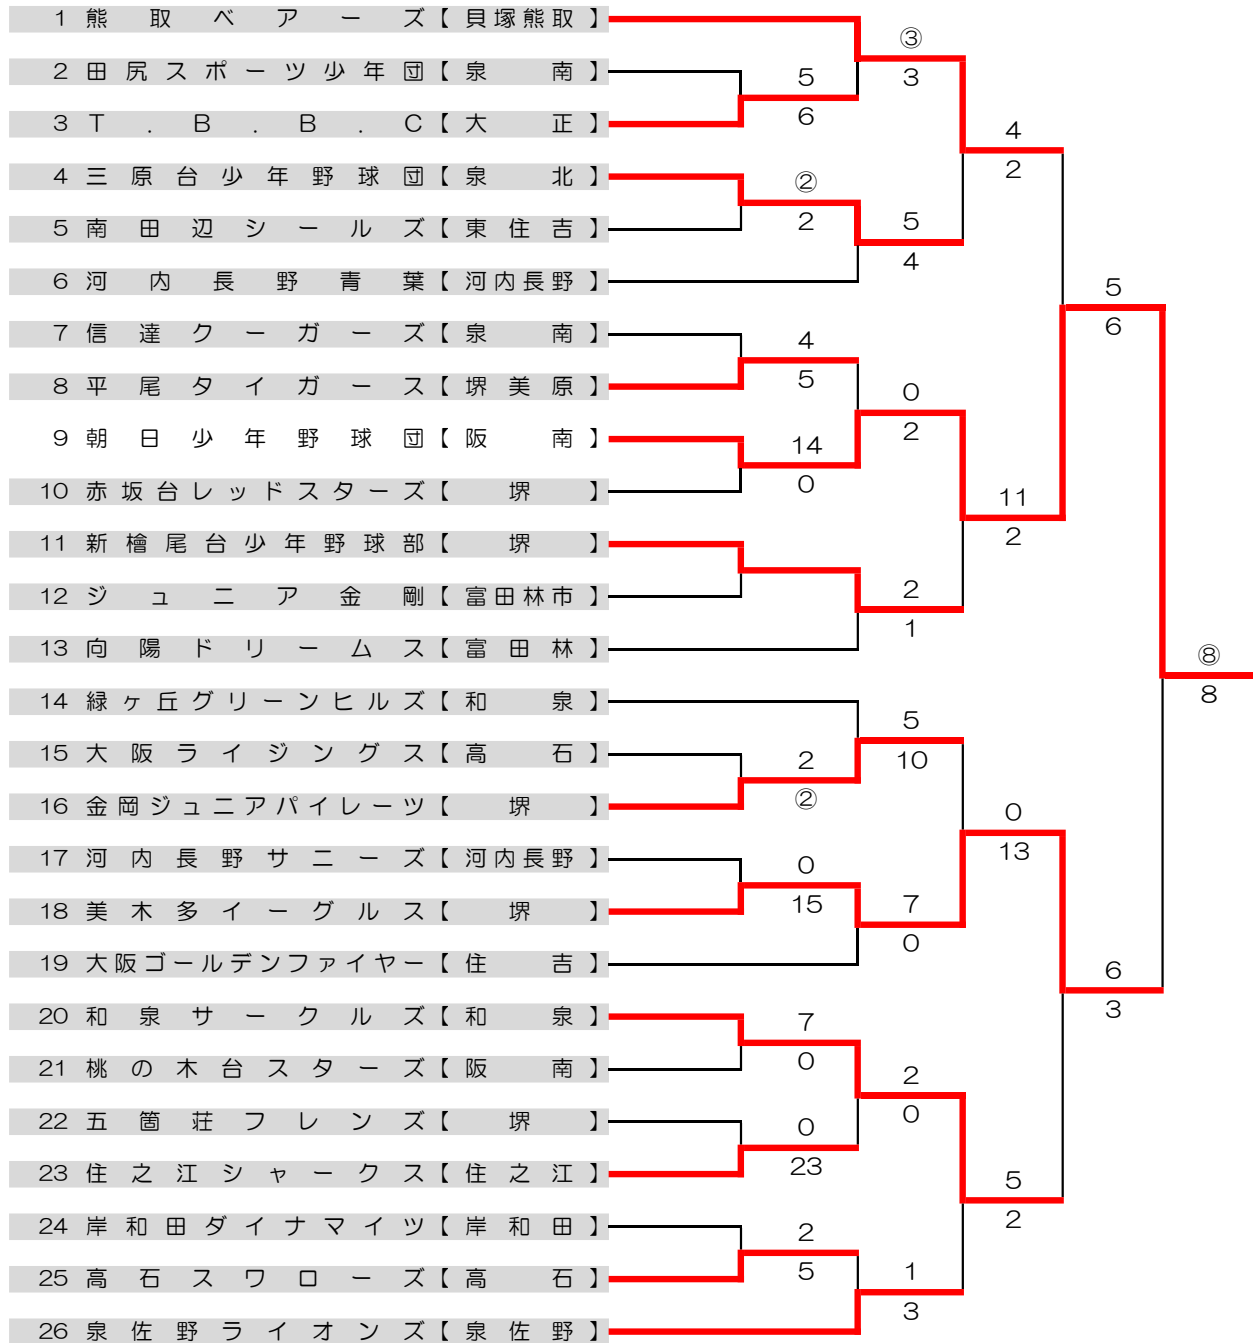 1 熊取ベアーズ【貝塚熊取】
③
3
2 田尻スポーツ少年団【泉南】
5
6
3 T.B.B.C【大正】
4
2
4 三原台少年野球団【泉北】
②
2
5 南田辺シールズ【東住吉】
5
4
6 河内長野青葉【河内長野】
5
6
7 信達クーガーズ【泉南】
4
5
8 平尾タイガース【堺美原】
0
2
9 朝日少年野球団【阪南】
14
0
10 赤坂台レッドスターズ【堺】
11
2
11 新檜尾台少年野球部【堺】
12 ジュニア金剛【富田林市】
2
1
13 向陽ドリームス【富田林】
⑧
8
14 緑ヶ丘グリーンヒルズ【和泉】
5
10
15 大阪ライジングス【高石】
2
②
16 金岡ジュニアパイレーツ【堺】
0
13
17 河内長野サニーズ【河内長野】
0
15
18 美木多イーグルス【堺】
7
0
19 大阪ゴールデンファイヤー【住吉】
6
3
20 和泉サークルズ【和泉】
7
0
21 桃の木台スターズ【阪南】
2
0
22 五箇荘フレンズ【堺】
0
23
23 住之江シャークス【住之江】
5
2
24 岸和田ダイナマイツ【岸和田】
2
5
25 高石スワローズ【高石】
1
3
26 泉佐野ライオンズ【泉佐野】